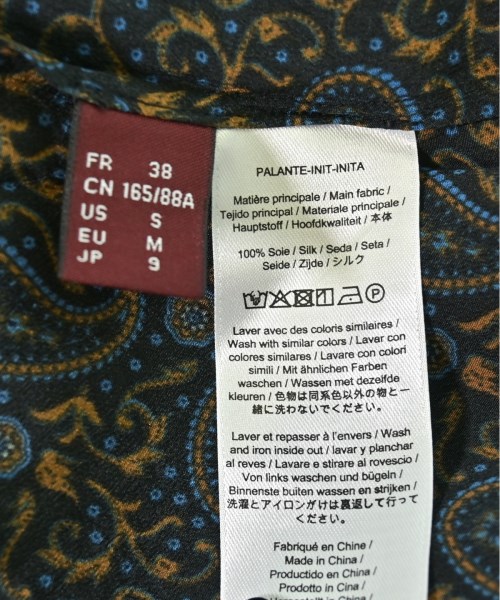 FR 38
CN 165/88A
US S
EU M
JP 9
PALANTE-INIT-INITA
Matière principale / Main fabric /
Tejido principal / Materiale principale /
Hauptstoff / Hoofdkwaliteit / 本体
100% Soie / Silk / Seda / Seta /
Seide / Zijde / シルク
P
Laver avec des coloris similaires /
Wash with similar colors / Lavar con
colores similares / Lavare con colori
simili / Mit ähnlichen Farben
waschen / Wassen met dezelfde
kleuren / 色物は同系色以外の物と一
緒に洗わないでください
Laver et repasser à l'envers / Wash
and iron inside out / lavar y planchar
al revés / Lavare e stirare al rovescio /
Von links waschen und bügeln /
Binnenste buiten wassen en strijken /
洗濯とアイロンがけは裏返して行って
ください
Fabriqué en Chine /
Made in China /
Producido en China /
Prodotto in Cina /
Hergestellt in China /